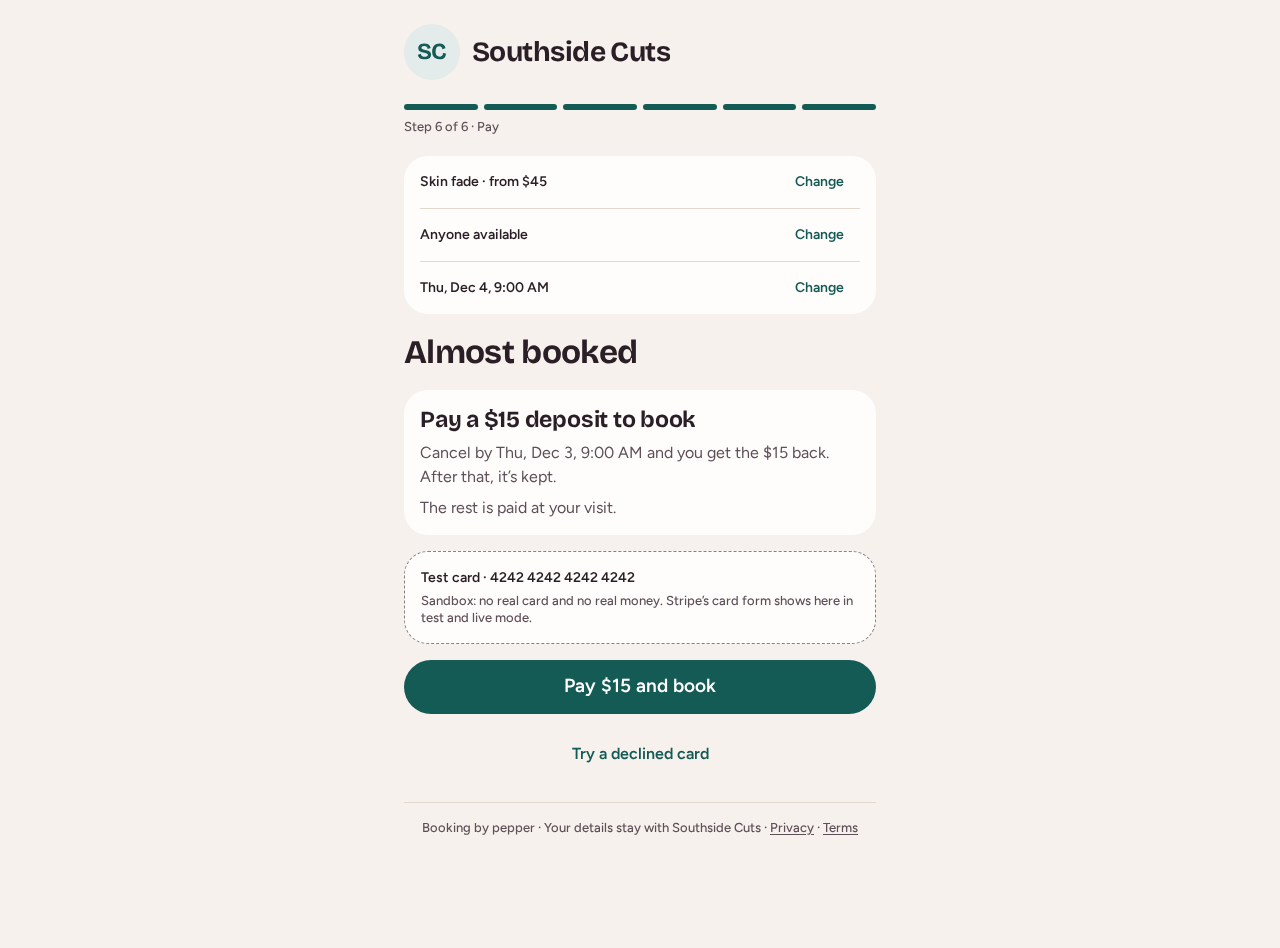 SC
Southside Cuts
Step 6 of 6 · Pay
Skin fade · from $45
Change
Anyone available
Change
Thu, Dec 4, 9:00 AM
Change
Almost booked
Pay a $15 deposit to book
Cancel by Thu, Dec 3, 9:00 AM and you get the $15 back.
After that, it’s kept.
The rest is paid at your visit.
Test card · 4242 4242 4242 4242
Sandbox: no real card and no real money. Stripe’s card form shows here in
test and live mode.
Pay $15 and book
Try a declined card
Booking by pepper · Your details stay with Southside Cuts · Privacy · Terms